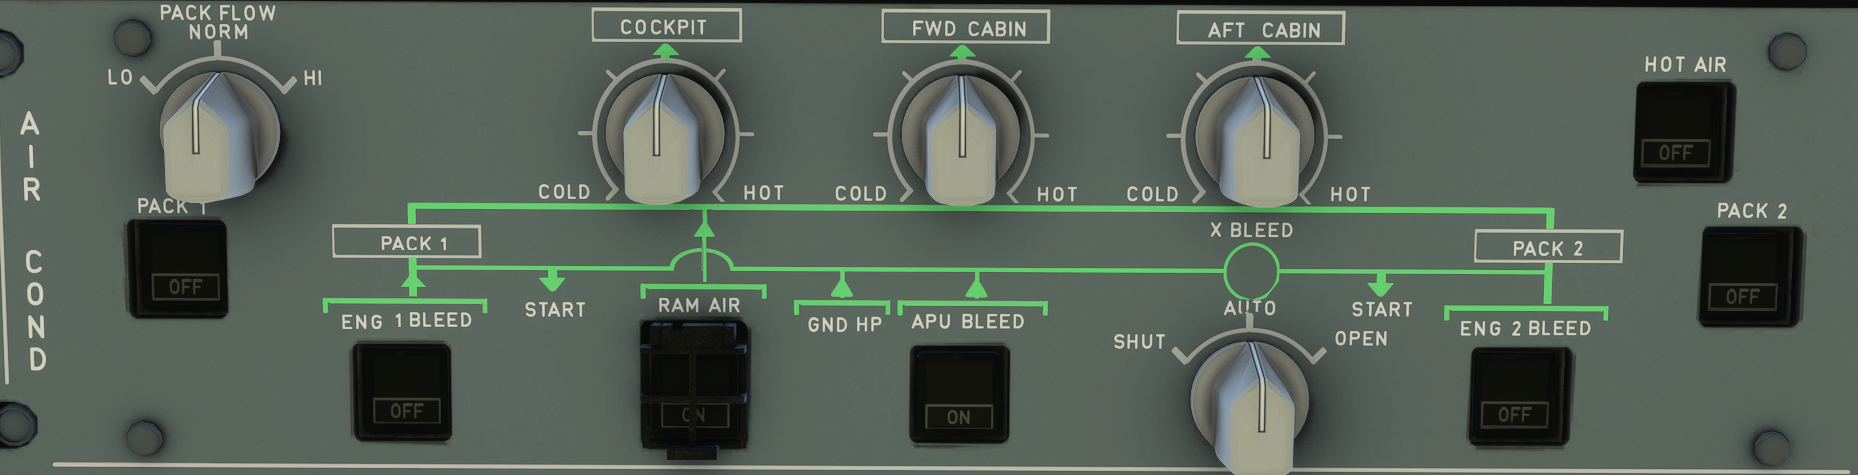 PACK FLOW
NORM
LO
HI
COCKPIT
COLD
HOT
FWD CABIN
COLD
HOT
AFT CABIN
COLD
HOT
HOT AIR
OFF
AIR COND
PACK 1
OFF
PACK 1
X BLEED
PACK 2
PACK 2
OFF
START
RAM AIR
ON
GND HP
APU BLEED
ON
AUTO
SHUT
OPEN
START
ENG 1 BLEED
OFF
ENG 2 BLEED
OFF